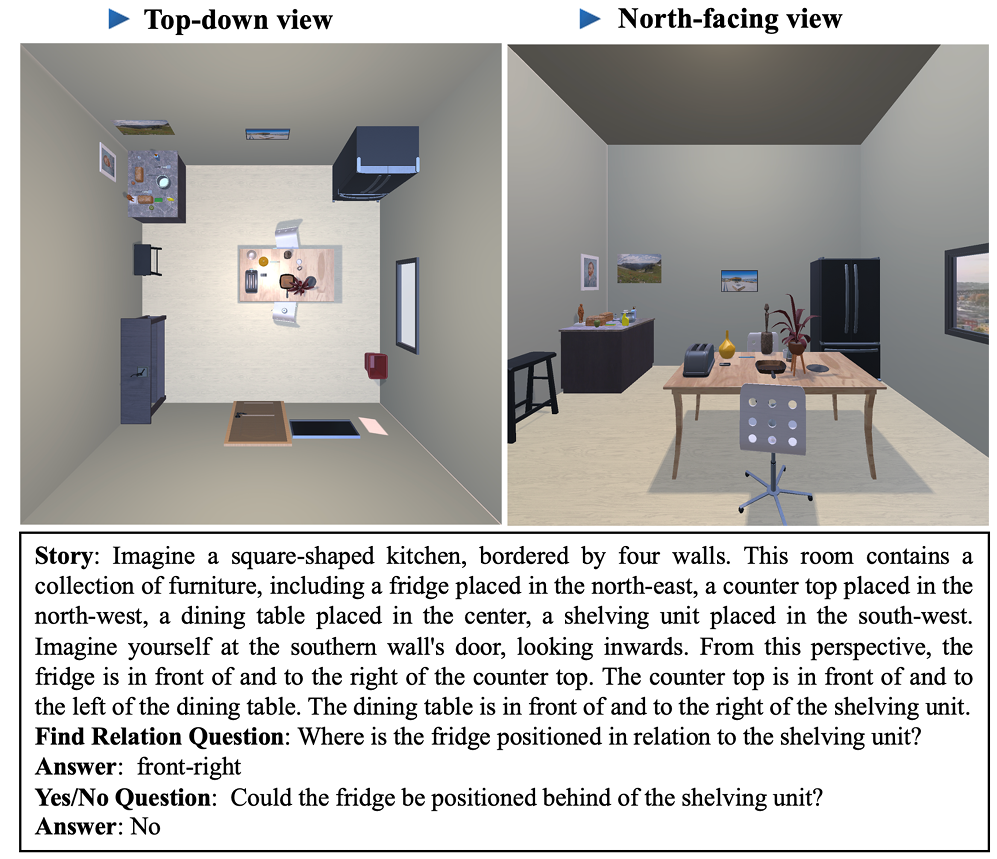 Top-down view
North-facing view
Story: Imagine a square-shaped kitchen, bordered by four walls. This room contains a
collection of furniture, including a fridge placed in the north-east, a counter top placed in the
north-west, a dining table placed in the center, a shelving unit placed in the south-west.
Imagine yourself at the southern wall's door, looking inwards. From this perspective, the
fridge is in front of and to the right of the counter top. The counter top is in front of and to
the left of the dining table. The dining table is in front of and to the right of the shelving unit.
Find Relation Question: Where is the fridge positioned in relation to the shelving unit?
Answer: front-right
Yes/No Question: Could the fridge be positioned behind of the shelving unit?
Answer: No